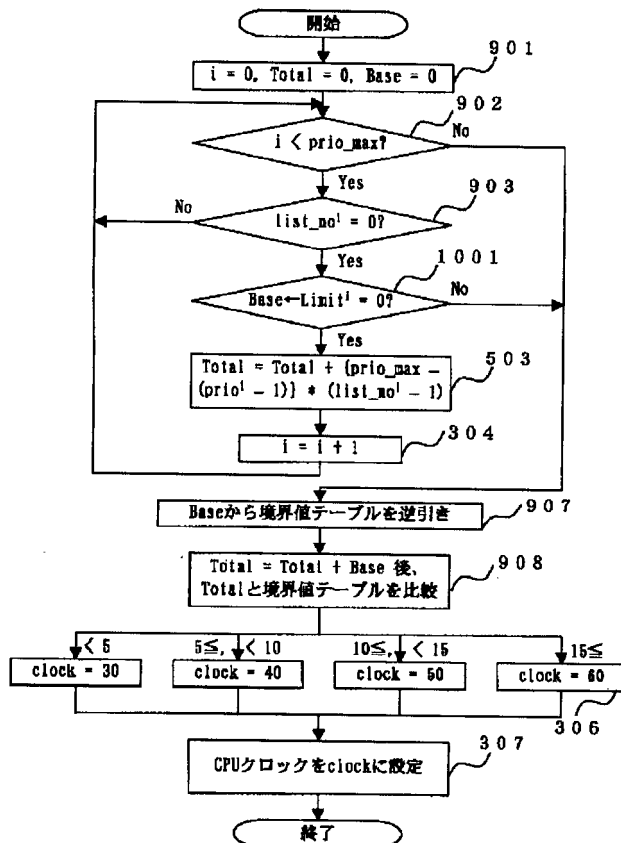 開始
901
i = 0, Total = 0, Base = 0
902
i < prio_max?
No
Yes
903
No
list_noⁱ = 0?
Yes
1001
Base←Limitⁱ = 0?
No
Yes
503
Total = Total + {prio_max −
(prioⁱ − 1)} * (list_noⁱ − 1)
304
i = i + 1
Baseから境界値テーブルを逆引き
907
Total = Total + Base 後、
Totalと境界値テーブルを比較
908
< 5
5≦, < 10
10≦, < 15
15≦
clock = 30
clock = 40
clock = 50
clock = 60
306
CPUクロックをclockに設定
307
終了